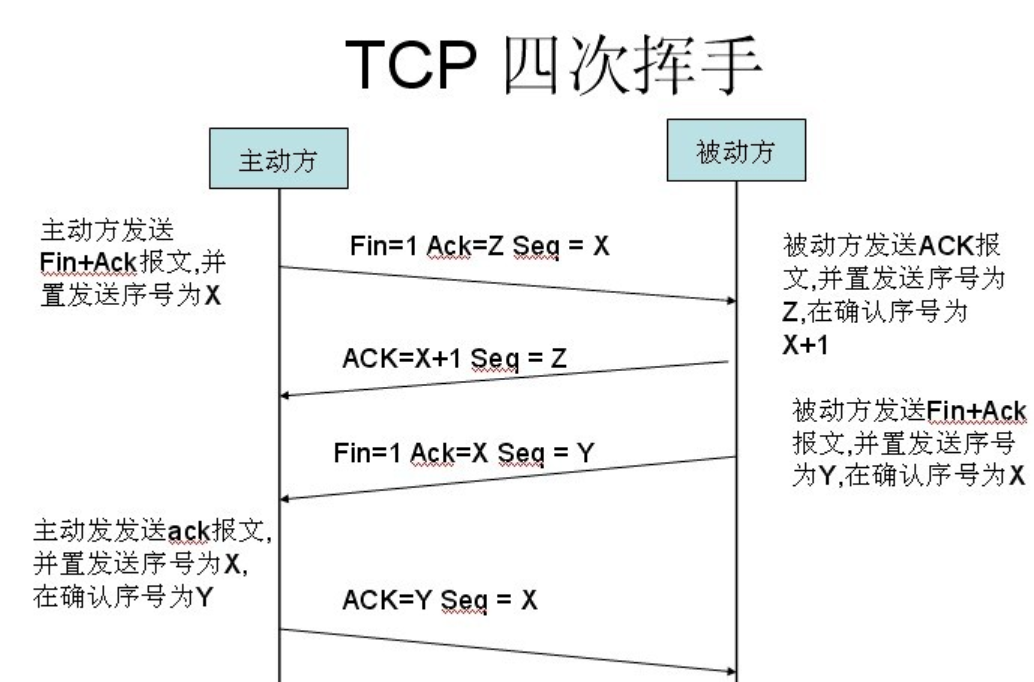 TCP 四次挥手
主动方
被动方
主动方发送
Fin+Ack报文,并
置发送序号为X
Fin=1 Ack=Z Seq = X
被动方发送ACK报
文,并置发送序号为
Z,在确认序号为
X+1
ACK=X+1 Seq = Z
被动方发送Fin+Ack
报文,并置发送序号
为Y,在确认序号为X
Fin=1 Ack=X Seq = Y
主动发发送ack报文,
并置发送序号为X,
在确认序号为Y
ACK=Y Seq = X